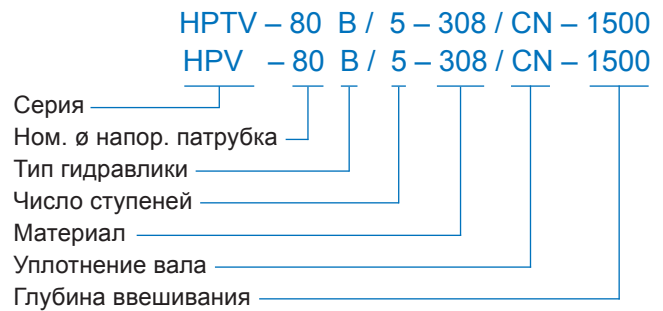 HPTV – 80 B / 5 – 308 / CN – 1500
HPV – 80 B / 5 – 308 / CN – 1500
Серия
Ном. ø напор. патрубка
Тип гидравлики
Число ступеней
Материал
Уплотнение вала
Глубина ввешивания